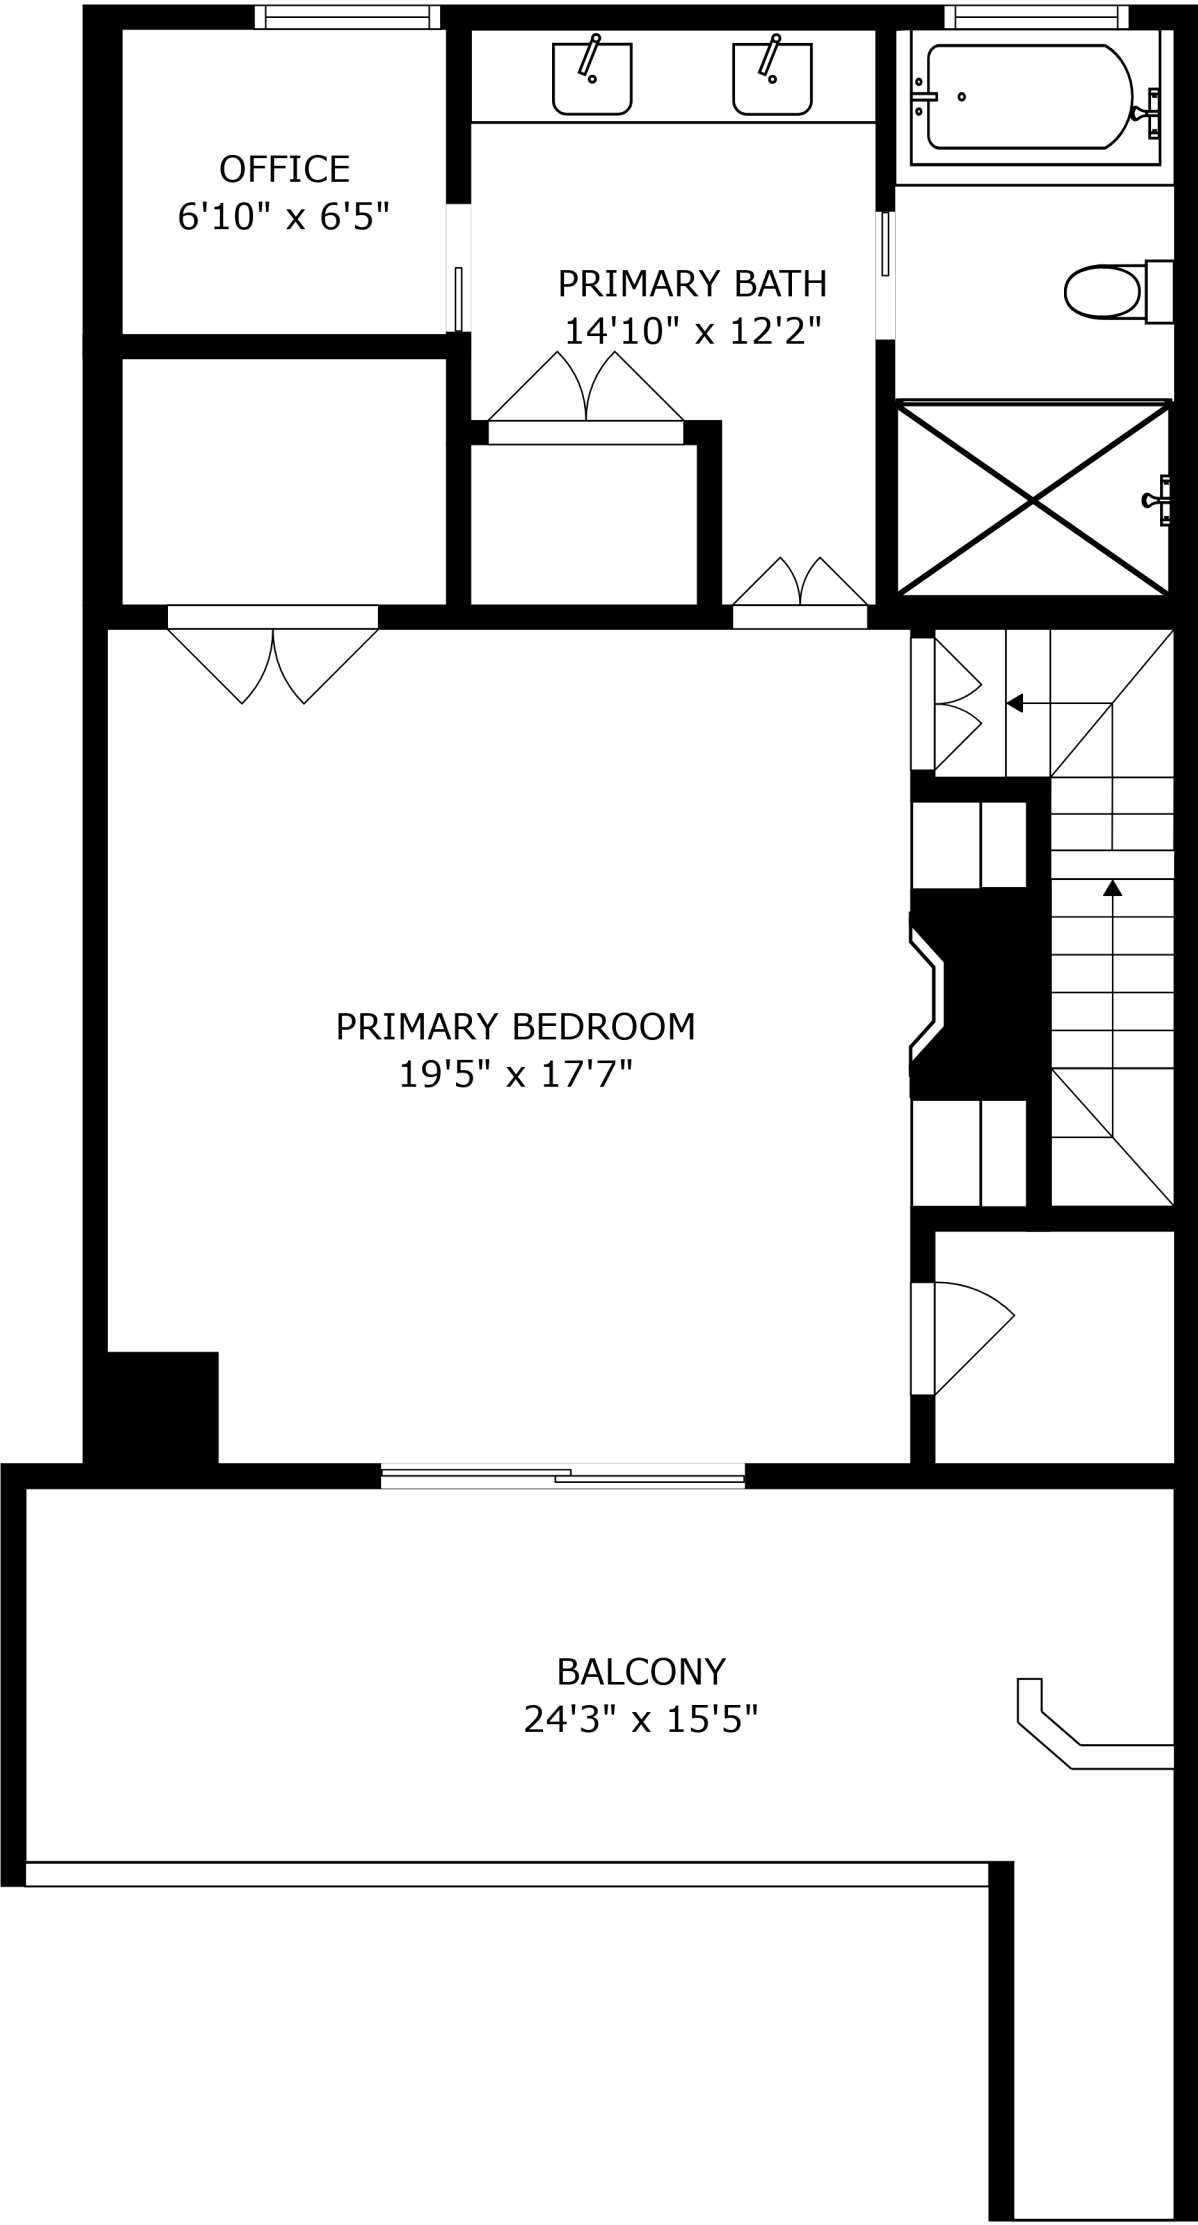 OFFICE
6'10" x 6'5"
PRIMARY BATH
14'10" x 12'2"
PRIMARY BEDROOM
19'5" x 17'7"
BALCONY
24'3" x 15'5"